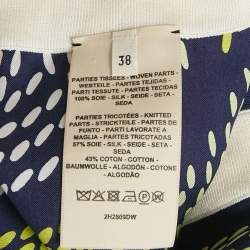 38
PARTIES TISSÉES - WOVEN PARTS -
WEBTEILE - PARTES TEJIDAS -
PARTI TESSUTE - PARTES TECIDAS
100% SOIE - SILK - SEIDE - SETA
SEDA
PARTIES TRICOTÉES - KNITTED
PARTS - STRICKTEILE - PARTES DE
PUNTO - PARTI LAVORATE A
MAGLIA - PARTES TRICOTADAS
57% SOIE - SILK - SEIDE - SETA
SEDA
43% COTON - COTTON -
BAUMWOLLE - ALGODÓN - COTONE
ALGODÃO
2H2809DW